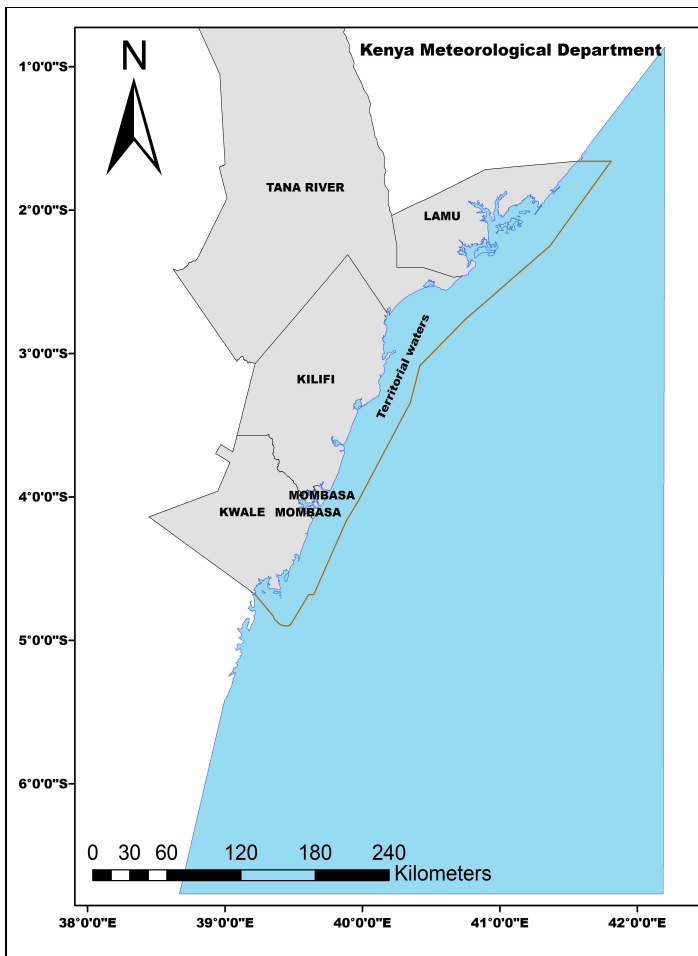 Kenya Meteorological Department
N
1°0'0"S
2°0'0"S
3°0'0"S
4°0'0"S
5°0'0"S
6°0'0"S
TANA RIVER
LAMU
Territorial waters
KILIFI
MOMBASA
KWALE
MOMBASA
0 30 60 120 180 240
Kilometers
38°0'0"E 39°0'0"E 40°0'0"E 41°0'0"E 42°0'0"E